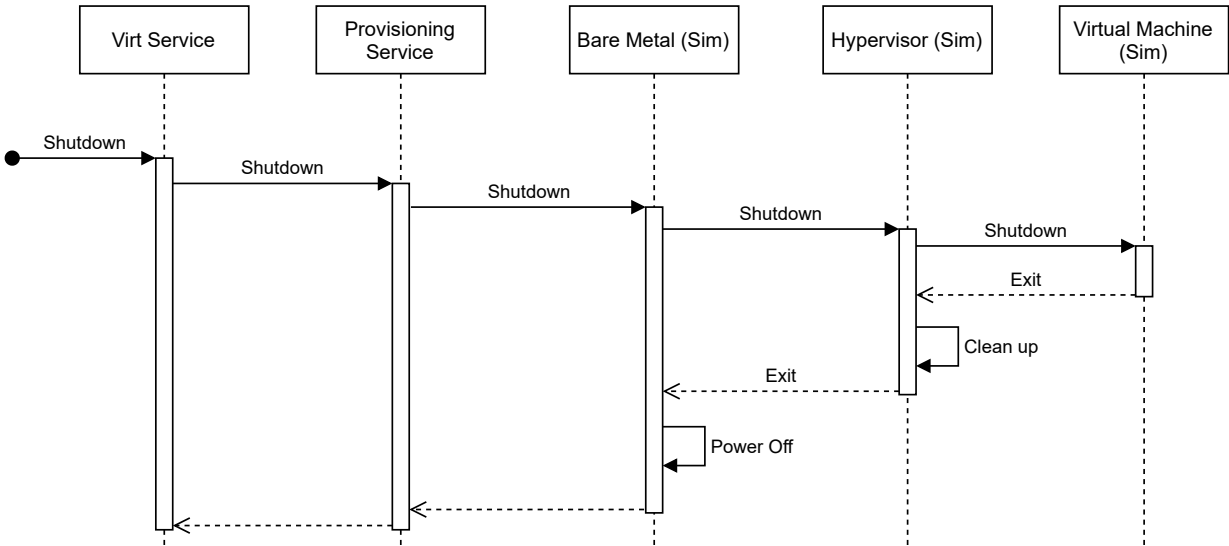 Virt Service
Provisioning
Service
Bare Metal (Sim)
Hypervisor (Sim)
Virtual Machine
(Sim)
Shutdown
Shutdown
Shutdown
Shutdown
Shutdown
Exit
Clean up
Exit
Power Off